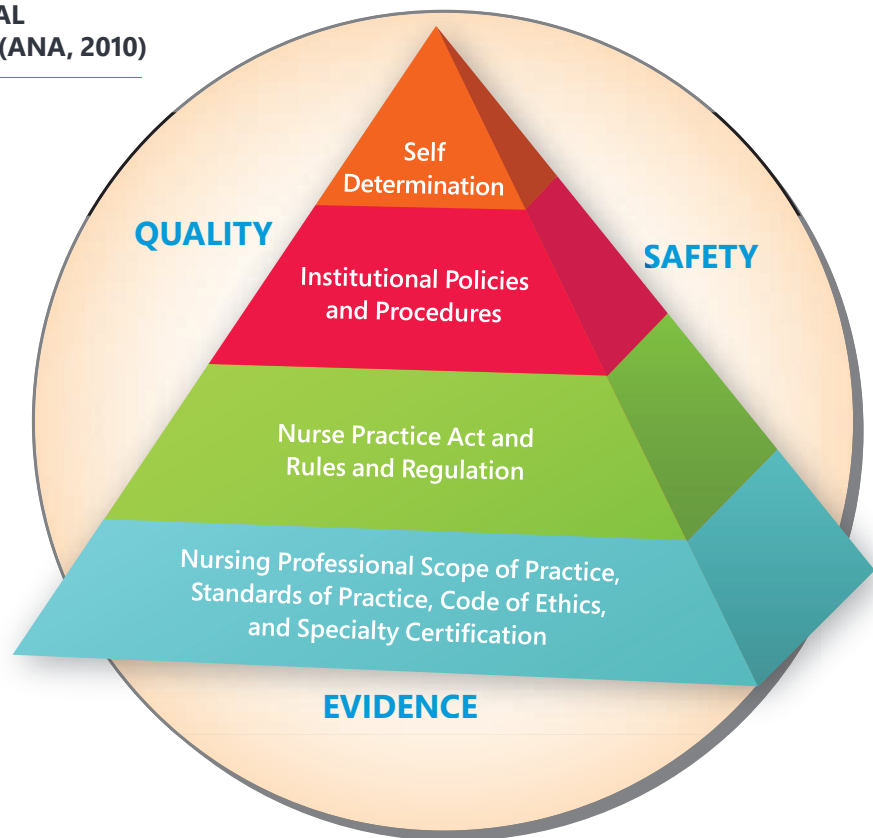 AL
(ANA, 2010)
Self
Determination
QUALITY
SAFETY
Institutional Policies
and Procedures
Nurse Practice Act and
Rules and Regulation
Nursing Professional Scope of Practice,
Standards of Practice, Code of Ethics,
and Specialty Certification
EVIDENCE